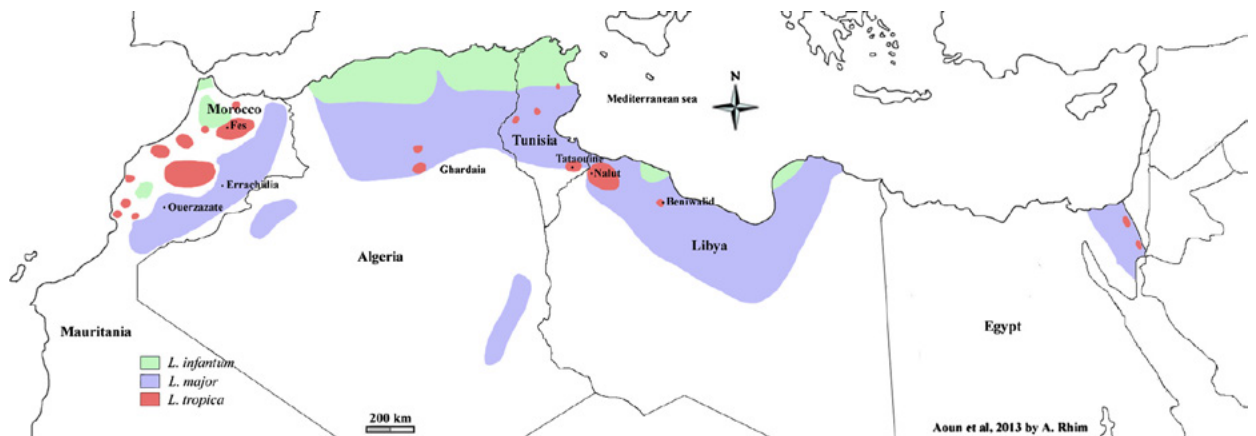 N
Mediterranean sea
Morocco
Fes
Tunisia
Tataouine
Ghardaia
Nalut
Errachidia
Beniwalid
Ouerzazate
Libya
Algeria
Mauritania
Egypt
L. infantum
L. major
L. tropica
200 km
Aoun et al, 2013 by A. Rhim